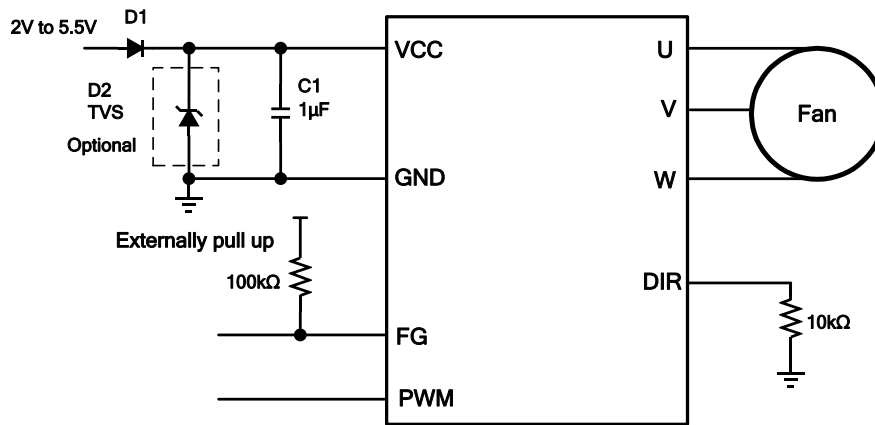 2V to 5.5V
D1
VCC
U
D2
TVS
Optional
C1
1µF
V
Fan
GND
W
Externally pull up
100kΩ
DIR
10kΩ
FG
PWM